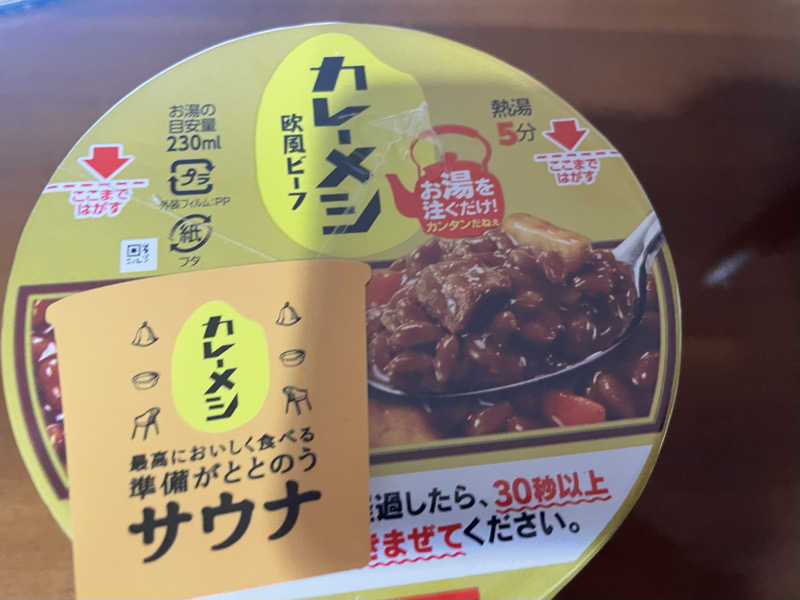 カレーメシ
欧風ビーフ
お湯の
目安量
230ml
プラ
外装フィルム:PP
紙
フタ
ここまで
はがす
熱湯
5分
ここまで
はがす
お湯を
注ぐだけ!
カンタンだねぇ
カレーメシ
最高においしく食べる
準備がととのう
サウナ
過したら、30秒以上
まぜてください。